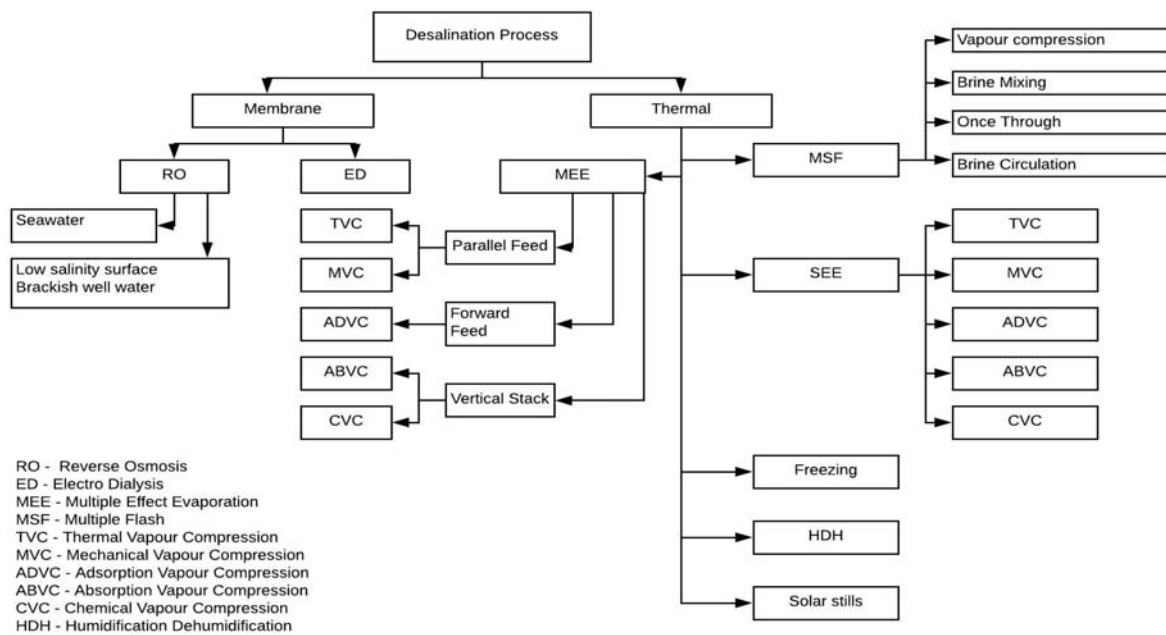 Desalination Process
Membrane
Thermal
RO
ED
MEE
MSF
Vapour compression
Brine Mixing
Once Through
Brine Circulation
Seawater
Low salinity surface
Brackish well water
TVC
MVC
ADVC
ABVC
CVC
Parallel Feed
Forward
Feed
Vertical Stack
SEE
TVC
MVC
ADVC
ABVC
CVC
Freezing
HDH
Solar stills
RO - Reverse Osmosis
ED - Electro Dialysis
MEE - Multiple Effect Evaporation
MSF - Multiple Flash
TVC - Thermal Vapour Compression
MVC - Mechanical Vapour Compression
ADVC - Adsorption Vapour Compression
ABVC - Absorption Vapour Compression
CVC - Chemical Vapour Compression
HDH - Humidification Dehumidification